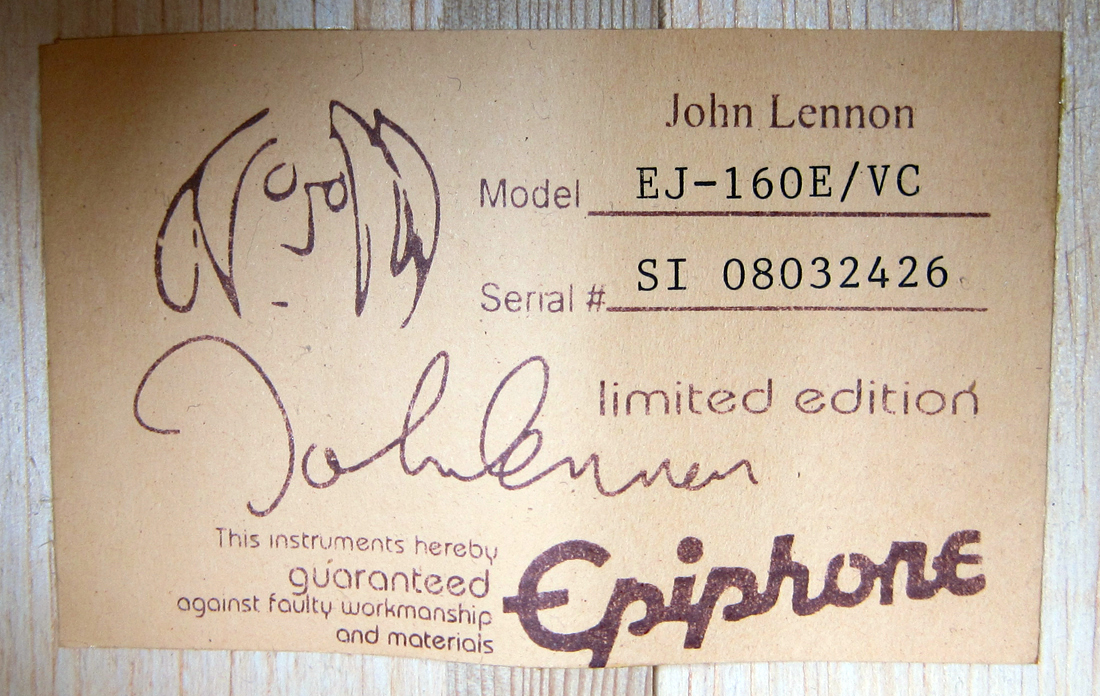 John Lennon
Model EJ-160E/VC
Serial # SI 08032426
limited edition
John Lennon
This instruments hereby
guaranteed
against faulty workmanship
and materials
Epiphone